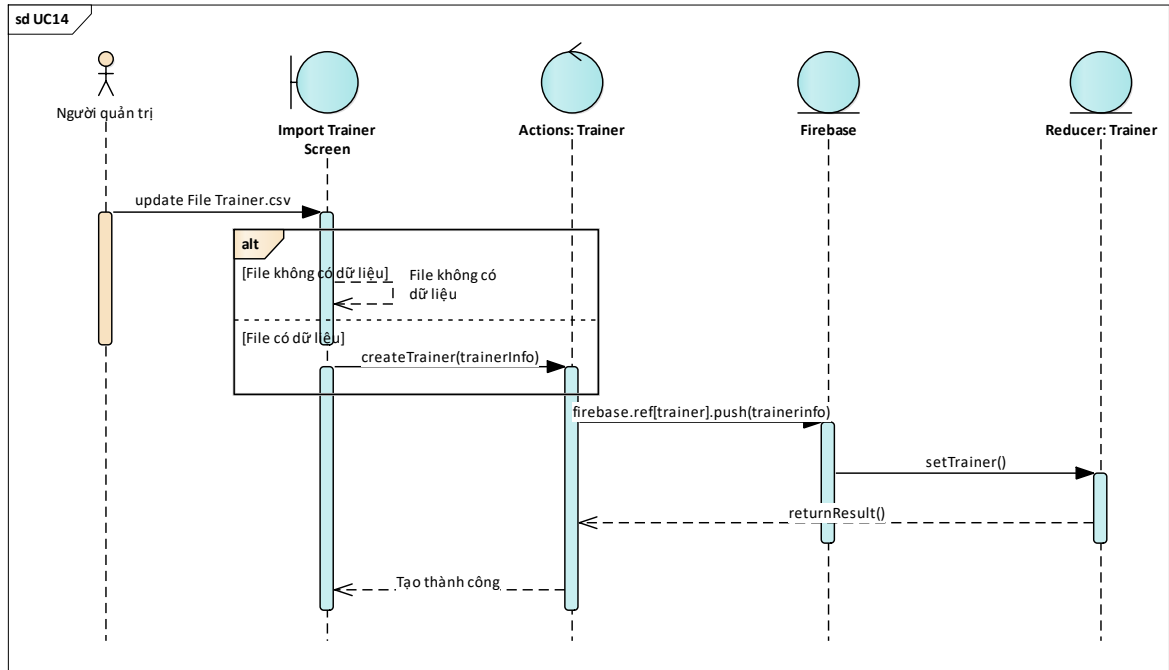 sd UC14
Người quản trị
Import Trainer
Screen
Actions: Trainer
Firebase
Reducer: Trainer
update File Trainer.csv
alt
[File không có dữ liệu]
File không có
dữ liệu
[File có dữ liệu]
createTrainer(trainerInfo)
firebase.ref[trainer].push(trainerinfo)
setTrainer()
returnResult()
Tạo thành công